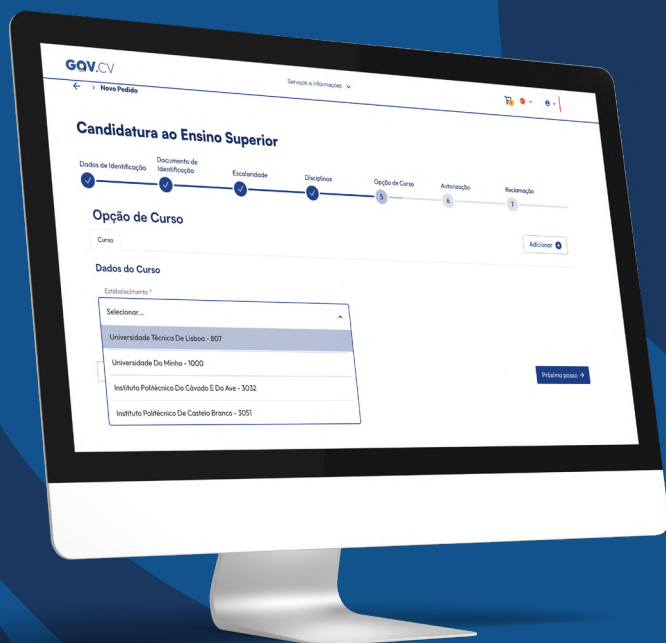 GOV.CV
Serviços e Informações
Novo Pedido
Candidatura ao Ensino Superior
Dados de Identificação
Documento de
Identificação
Escolaridade
Disciplinas
Opção de Curso
Autorização
Reclamação
5
6
7
Opção de Curso
Curso
Adicionar
Dados do Curso
Estabelecimento *
Selecionar...
Universidade Técnica De Lisboa - 807
Universidade Do Minho - 1000
Instituto Politécnico Do Cávado E Do Ave - 3032
Instituto Politécnico De Castelo Branco - 3051
Próximo passo →